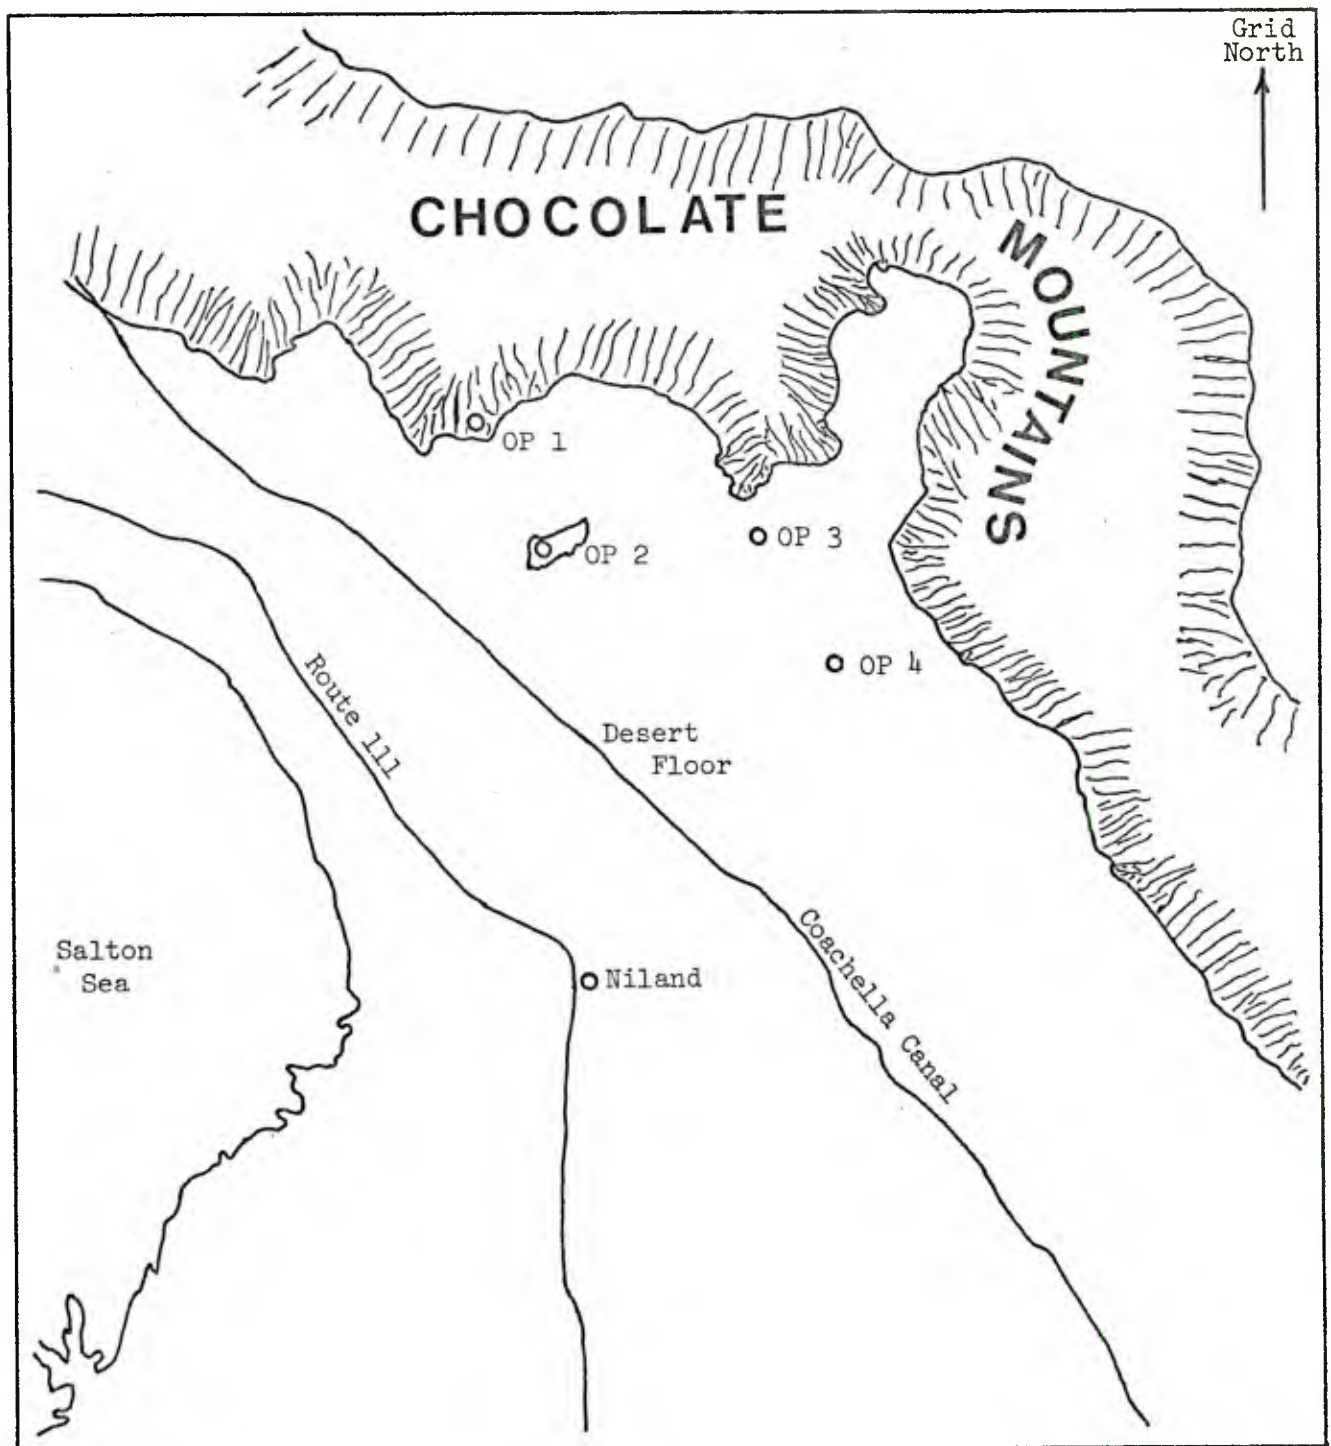 Grid
North
CHOCOLATE
MOUNTAINS
OP 1
OP 2
OP 3
OP 4
Route 111
Desert
Floor
Salton
Sea
Niland
Coachella Canal